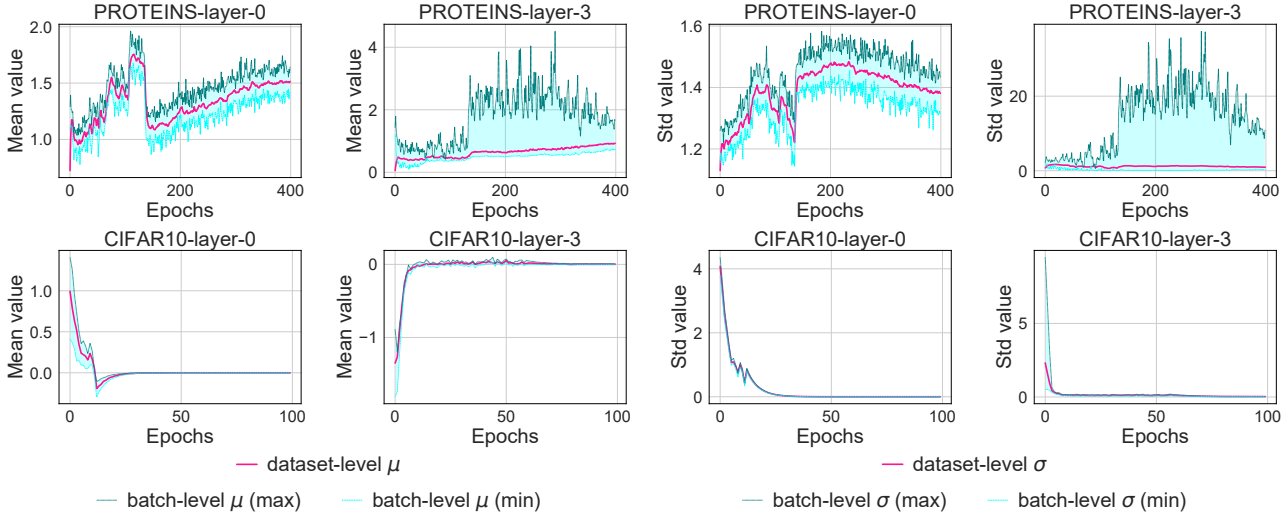 PROTEINS-layer-0
PROTEINS-layer-3
PROTEINS-layer-0
PROTEINS-layer-3
Mean value
2.0
1.5
1.0
0
200
400
Epochs
Mean value
4
2
0
0
200
400
Epochs
Std value
1.6
1.4
1.2
0
200
400
Epochs
Std value
20
0
0
200
400
Epochs
CIFAR10-layer-0
CIFAR10-layer-3
CIFAR10-layer-0
CIFAR10-layer-3
Mean value
1.0
0.5
0.0
0
50
100
Epochs
Mean value
0
−1
0
50
100
Epochs
Std value
4
2
0
0
50
100
Epochs
Std value
5
0
0
50
100
Epochs
dataset-level μ
batch-level μ (max)
batch-level μ (min)
dataset-level σ
batch-level σ (max)
batch-level σ (min)